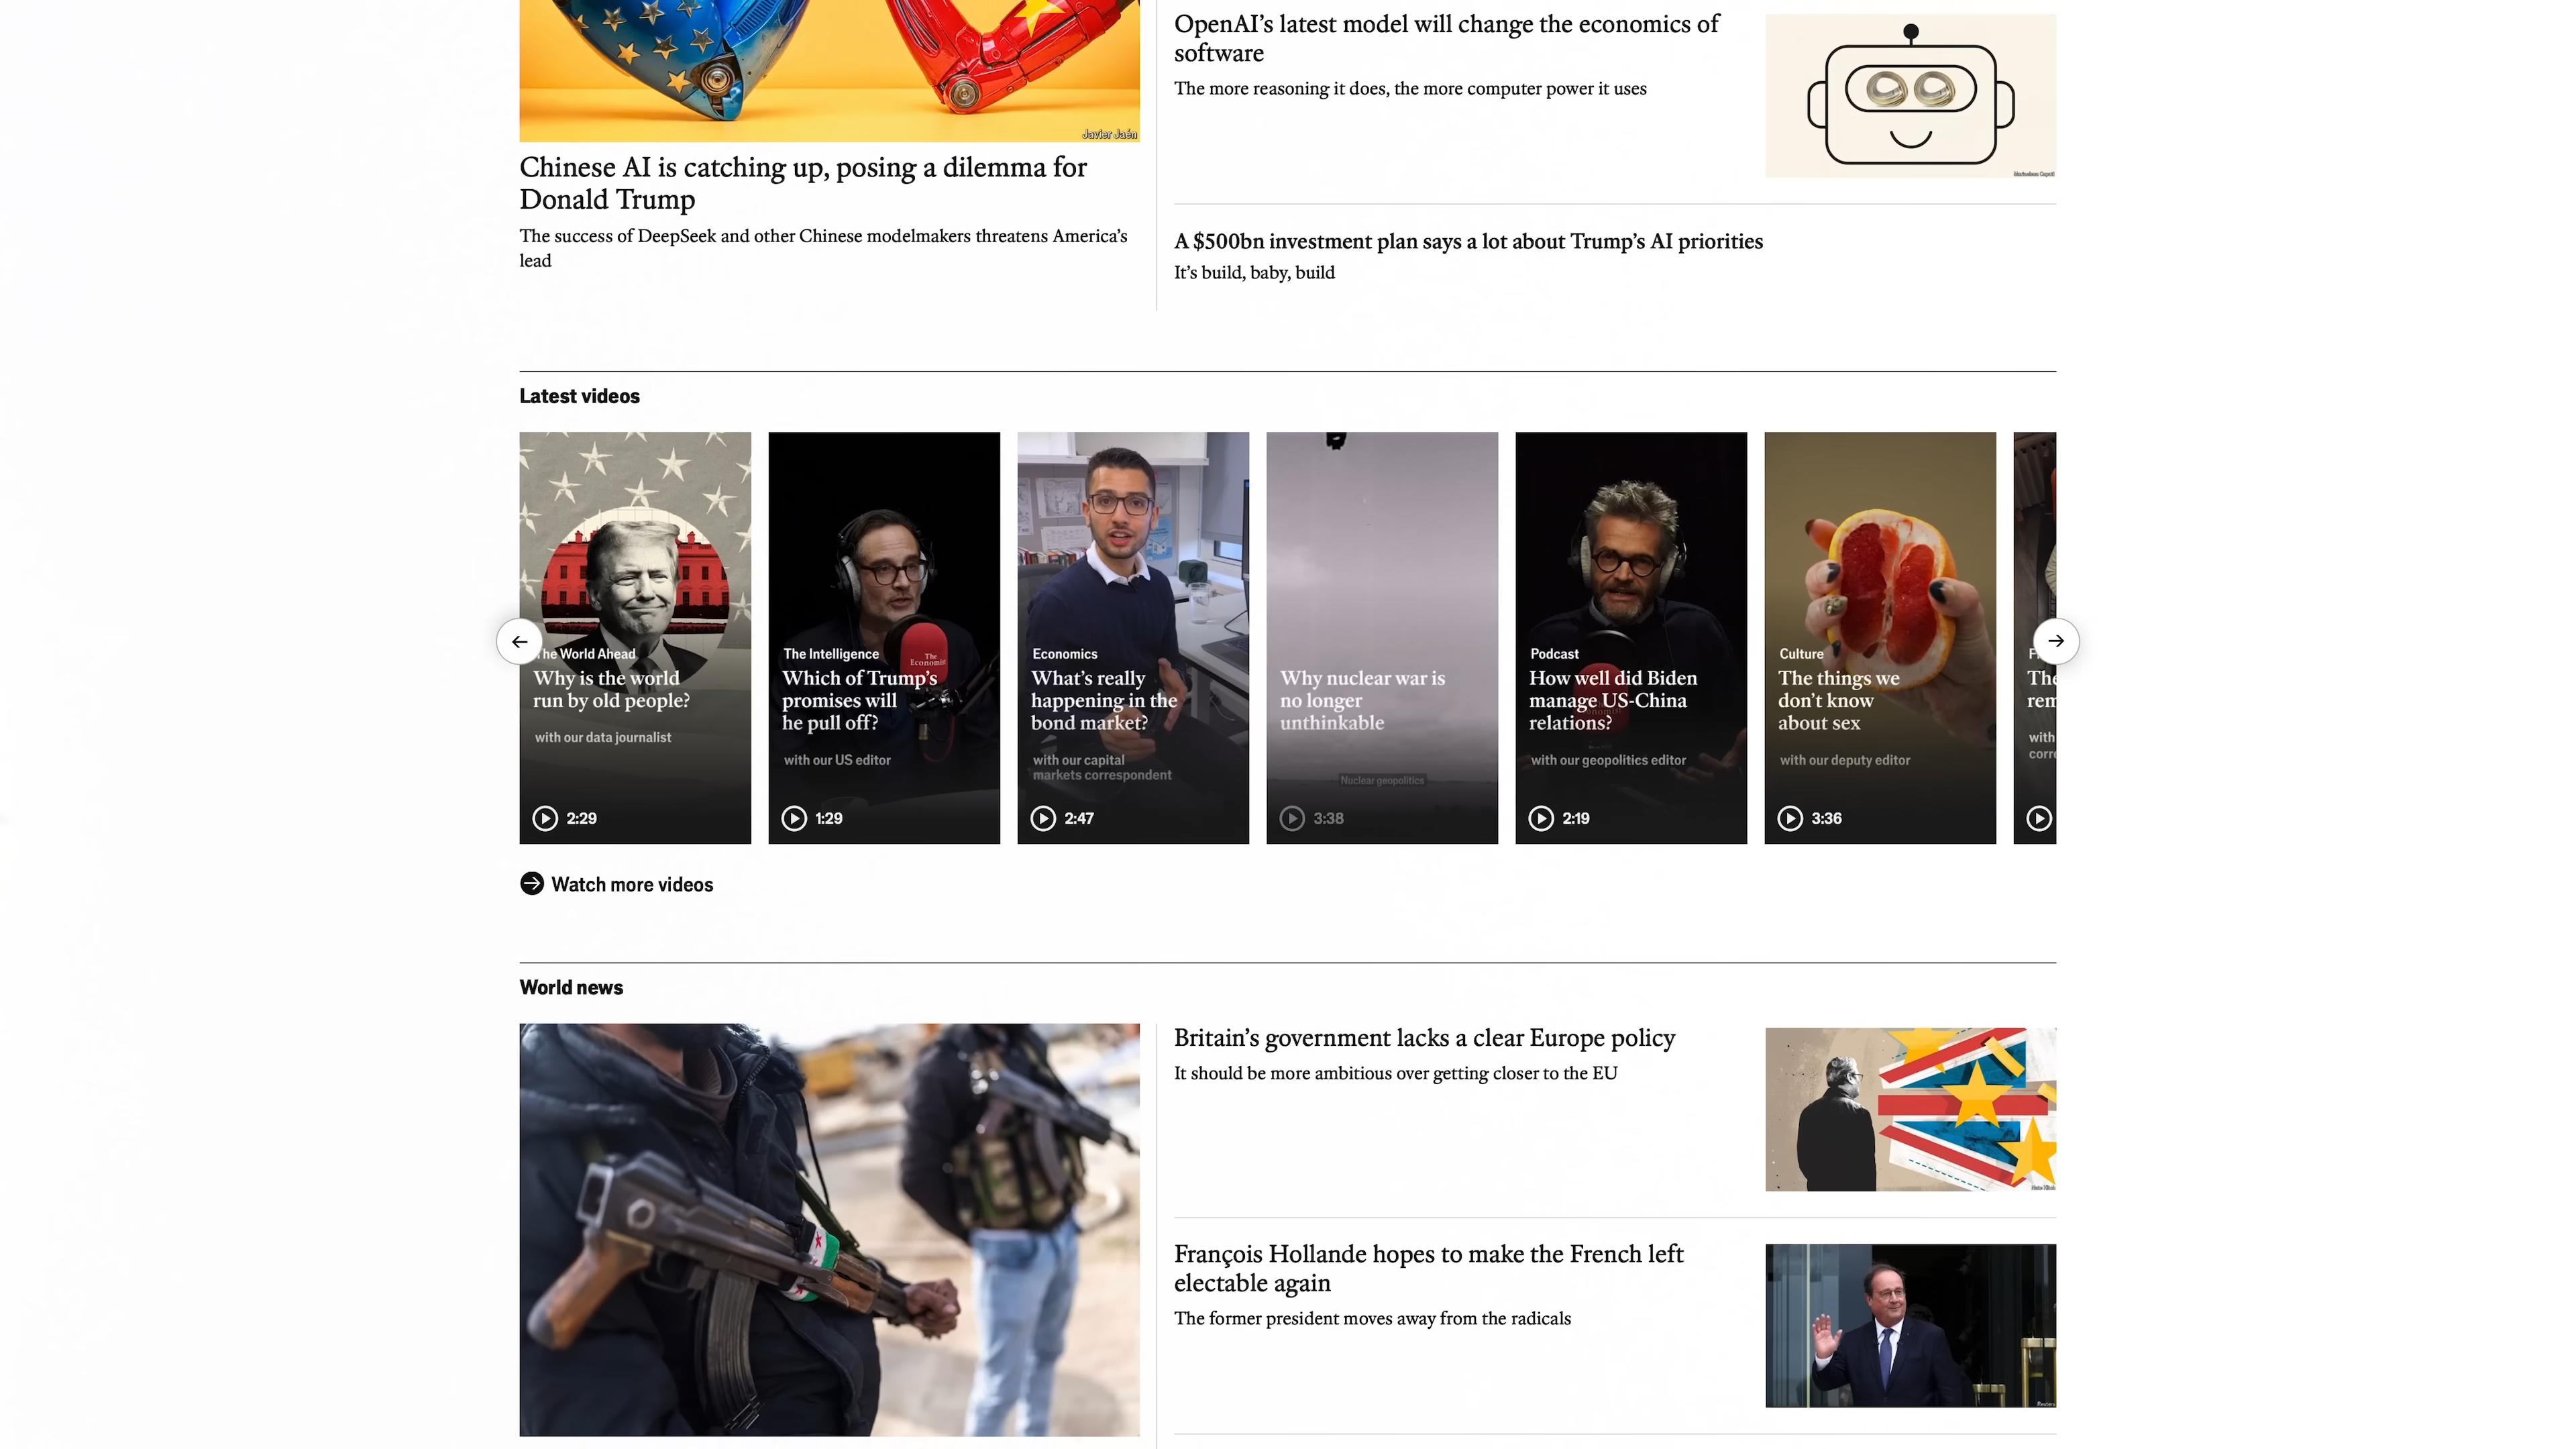 Javier Jaén
Chinese AI is catching up, posing a dilemma for
Donald Trump
The success of DeepSeek and other Chinese modelmakers threatens America's
lead
OpenAI's latest model will change the economics of
software
The more reasoning it does, the more computer power it uses
A $500bn investment plan says a lot about Trump's AI priorities
It's build, baby, build
Latest videos
The World Ahead
Why is the world
run by old people?
with our data journalist
2:29
The
Economist
The Intelligence
Which of Trump's
promises will
he pull off?
with our US editor
1:29
Economics
What's really
happening in the
bond market?
with our capital
markets correspondent
2:47
Why nuclear war is
no longer
unthinkable
Nuclear geopolitics
3:38
Podcast
How well did Biden
manage US-China
relations?
with our geopolitics editor
2:19
Culture
The things we
don't know
about sex
with our deputy editor
3:36
The
rem
with
corre
Watch more videos
World news
Britain's government lacks a clear Europe policy
It should be more ambitious over getting closer to the EU
François Hollande hopes to make the French left
electable again
The former president moves away from the radicals
Reuters